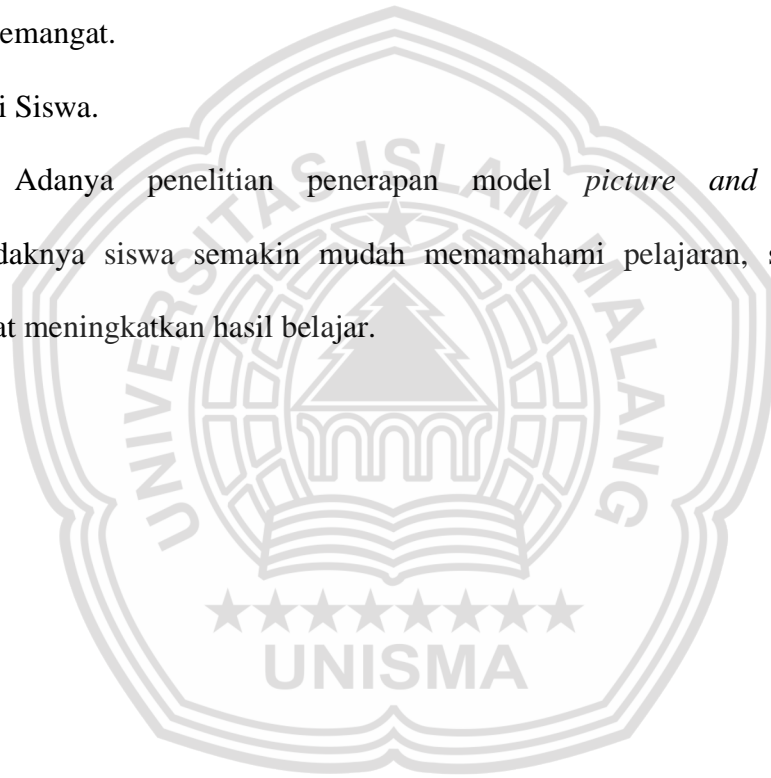 emangat.
i Siswa.
Adanya penelitian penerapan model picture and
daknya siswa semakin mudah memamahami pelajaran, s
at meningkatkan hasil belajar.
UNIVERSITAS ISLAM MALANG
UNISMA